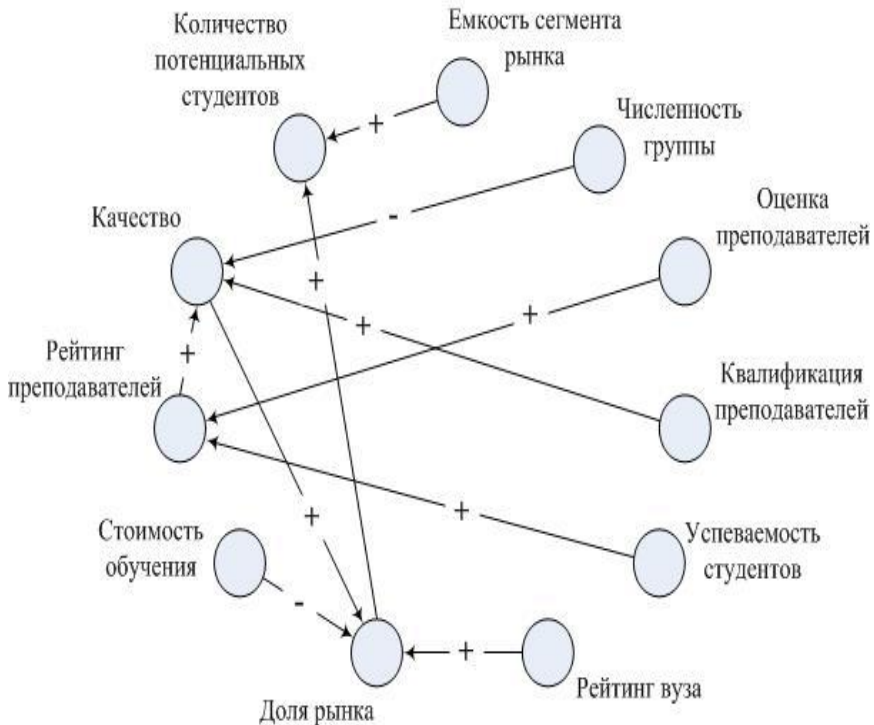 Количество
потенциальных
студентов
Емкость сегмента
рынка
+
Численность
группы
-
Качество
Оценка
преподавателей
+
+
+
+
Рейтинг
преподавателей
Квалификация
преподавателей
+
+
Стоимость
обучения
Успеваемость
студентов
-
+
Доля рынка
Рейтинг вуза